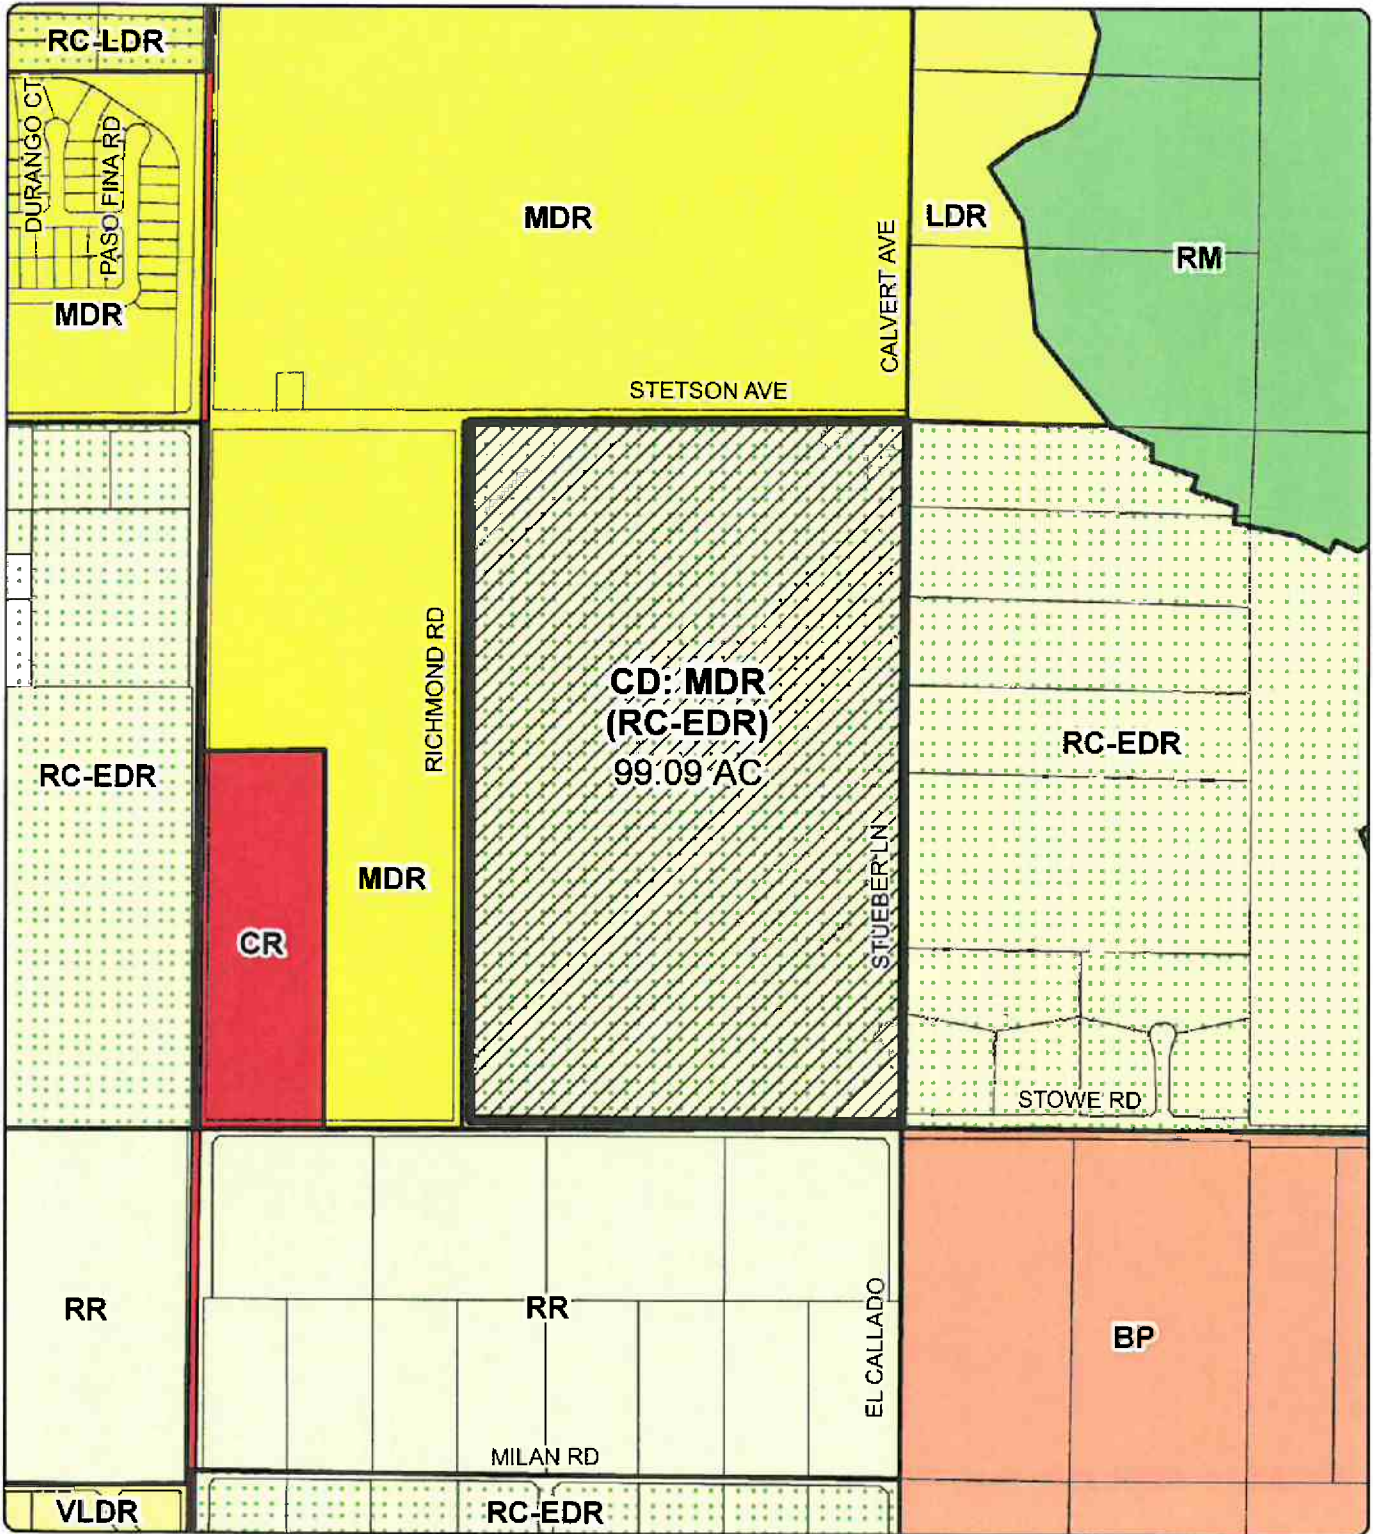 RC-LDR
DURANGO CT
PASO FINA RD
MDR
MDR
CALVERT AVE
LDR
RM
STETSON AVE
RICHMOND RD
CD: MDR
(RC-EDR)
99.09 AC
RC-EDR
RC-EDR
MDR
CR
STUEBER LN
STOWE RD
RR
RR
EL CALLADO
BP
MILAN RD
VLDR
RC-EDR